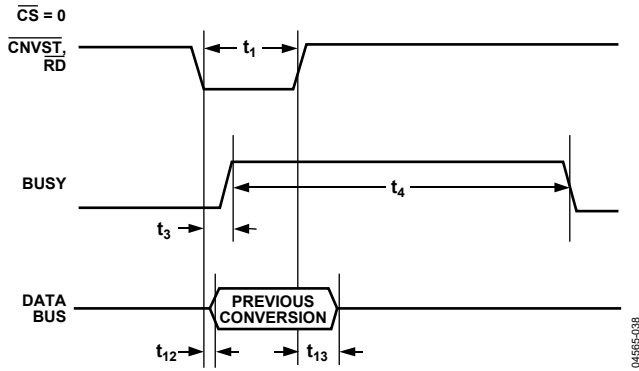 CS = 0
CNVST,
RD
t1
BUSY
t4
t3
DATA
BUS
PREVIOUS
CONVERSION
t12
t13
04565-038